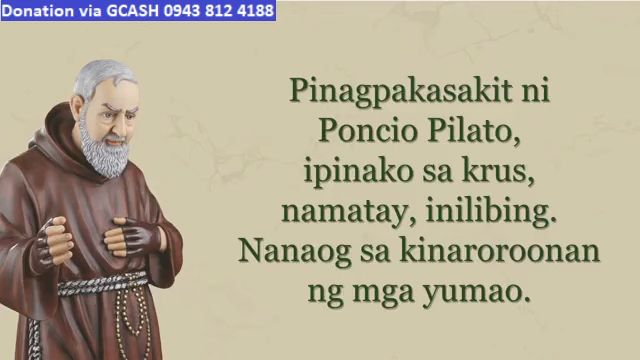 Donation via GCASH 0943 812 4188
Pinagpakasakit ni
Poncio Pilato,
ipinako sa krus,
namatay, inilibing.
Nanaog sa kinaroroonan
ng mga yumao.